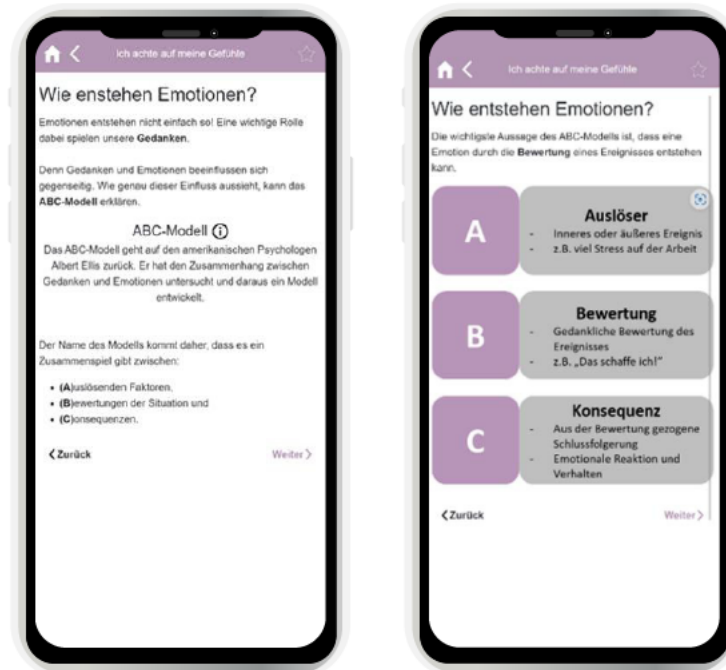 Ich achte auf meine Gefühle
Wie enstehen Emotionen?
Emotionen entstehen nicht einfach so! Eine wichtige Rolle
dabei spielen unsere Gedanken.
Denn Gedanken und Emotionen beeinflussen sich
gegenseitig. Wie genau dieser Einfluss aussieht, kann das
ABC-Modell erklären.
ABC-Modell
Das ABC-Modell geht auf den amerikanischen Psychologen
Albert Ellis zurück. Er hat den Zusammenhang zwischen
Gedanken und Emotionen untersucht und daraus ein Modell
entwickelt.
Der Name des Modells kommt daher, dass es ein
Zusammenspiel gibt zwischen:
• (A)uslösenden Faktoren,
• (B)ewertungen der Situation und
• (C)onsequenzen.
Zurück Weiter
Ich achte auf meine Gefühle
Wie entstehen Emotionen?
Die wichtigste Aussage des ABC-Modells ist, dass eine
Emotion durch die Bewertung eines Ereignisses entstehen
kann.
A
Auslöser
- Inneres oder äußeres Ereignis
- z.B. viel Stress auf der Arbeit
B
Bewertung
- Gedankliche Bewertung des
Ereignisses
- z.B. „Das schaffe ich!“
C
Konsequenz
- Aus der Bewertung gezogene
Schlussfolgerung
- Emotionale Reaktion und
Verhalten
Zurück Weiter